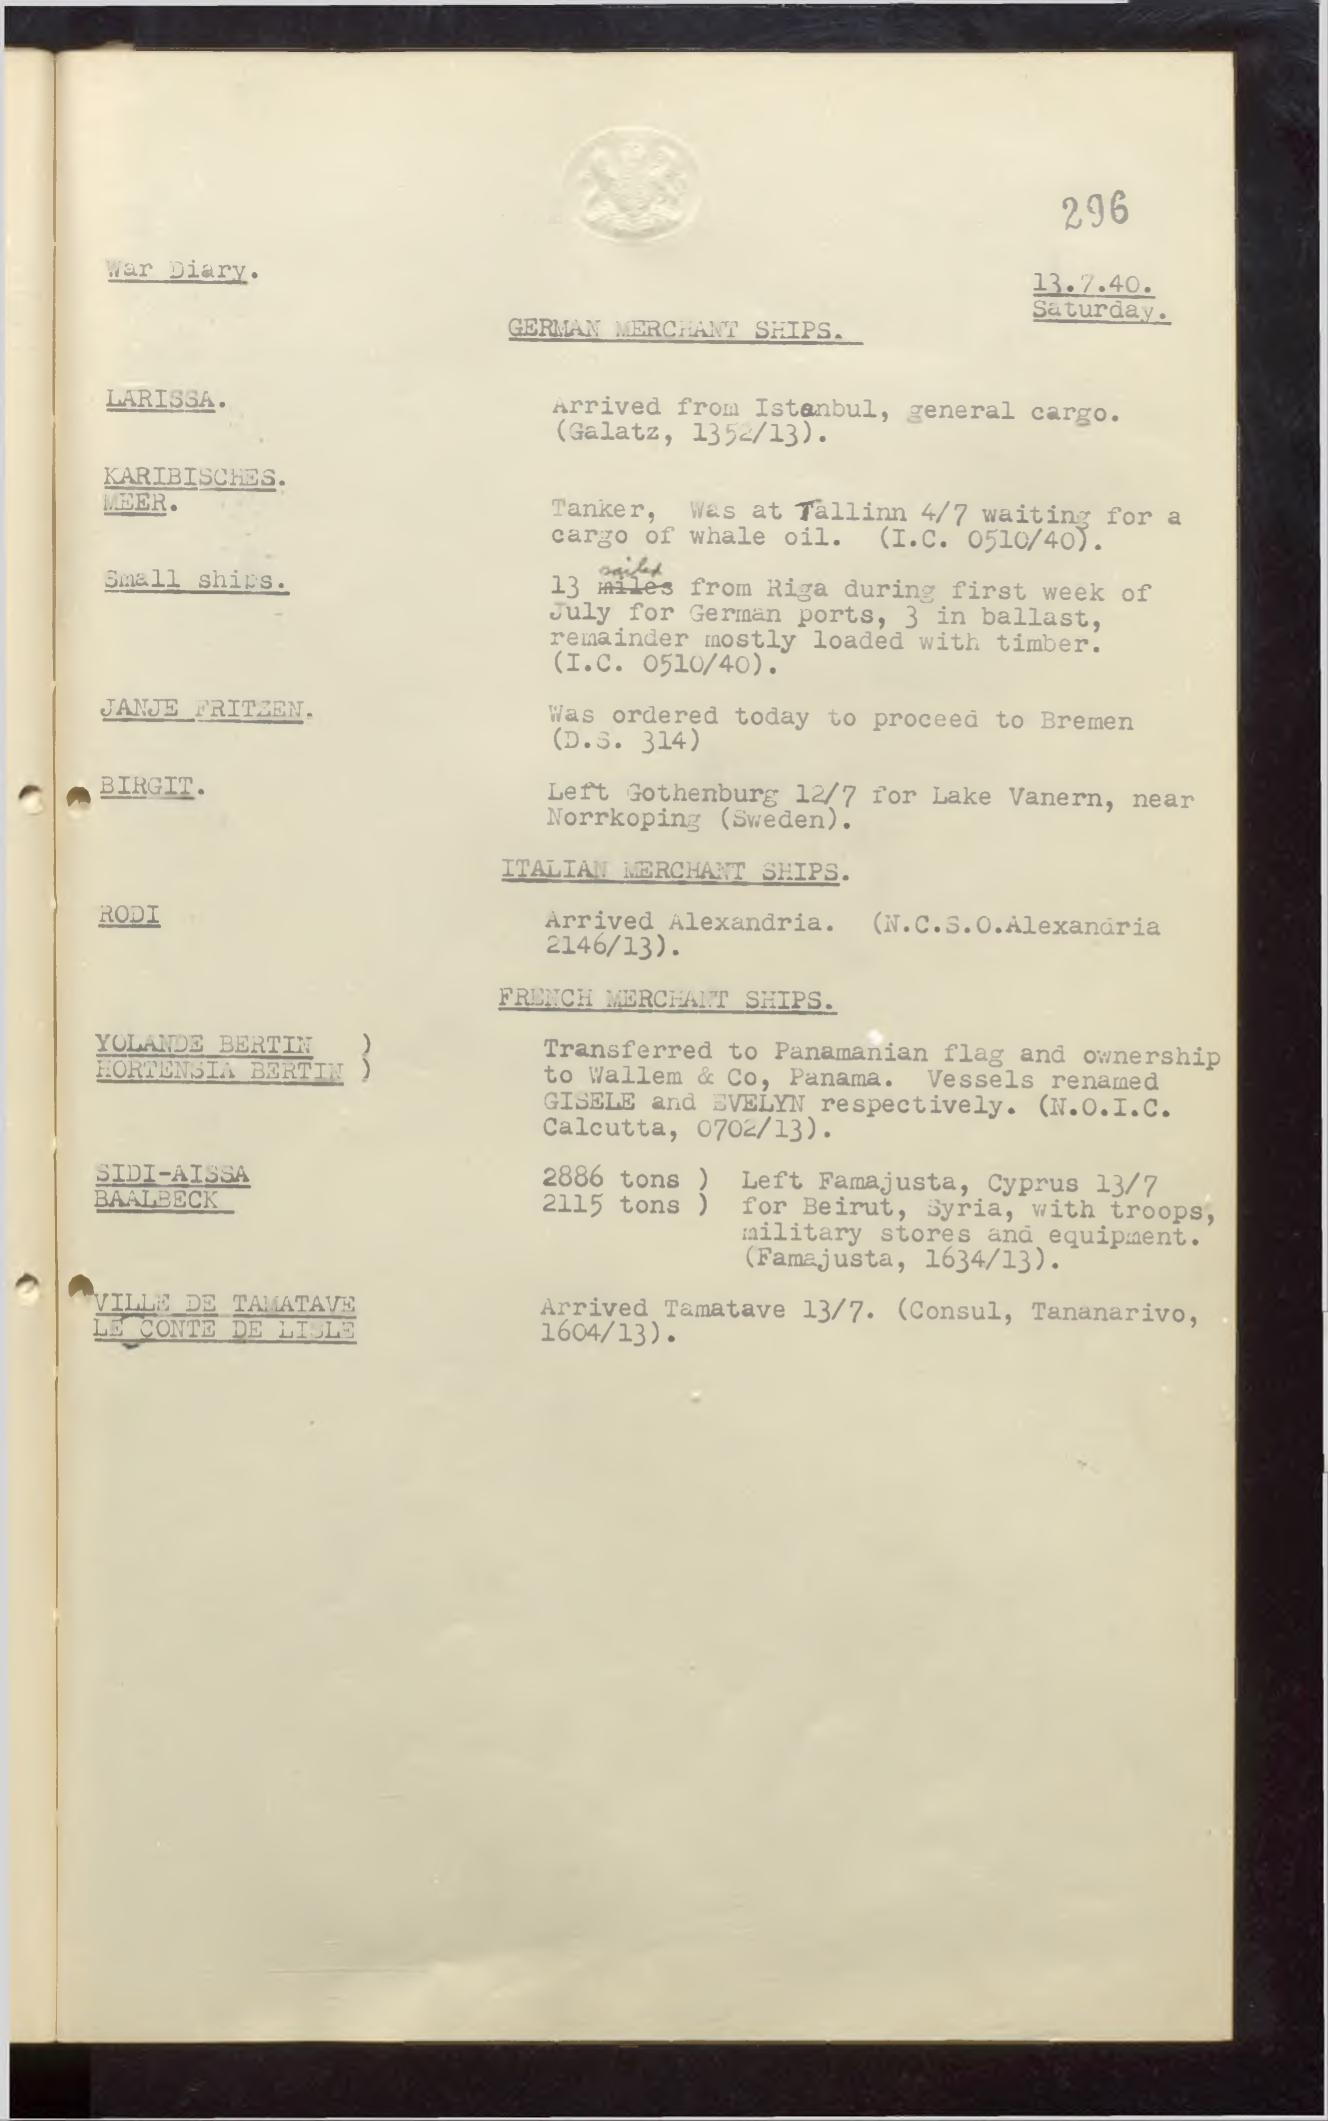 296
War Diary.
13.7.40.
Saturday.
GERMAN MERCHANT SHIPS.
LARISSA.
Arrived from Istanbul, general cargo.
(Galatz, 1352/13).
KARIBISCHES.
MEER.
Tanker, Was at Tallinn 4/7 waiting for a
cargo of whale oil. (I.C. 0510/40).
Small ships.
sailed
13 miles from Riga during first week of
July for German ports, 3 in ballast,
remainder mostly loaded with timber.
(I.C. 0510/40).
JANJE FRITZEN.
Was ordered today to proceed to Bremen
(D.S. 314)
BIRGIT.
Left Gothenburg 12/7 for Lake Vanern, near
Norrkoping (Sweden).
ITALIAN MERCHANT SHIPS.
RODI
Arrived Alexandria. (N.C.S.O.Alexandria
2146/13).
FRENCH MERCHANT SHIPS.
YOLANDE BERTIN )
HORTENSIA BERTIN )
Transferred to Panamanian flag and ownership
to Wallem & Co, Panama. Vessels renamed
GISELE and EVELYN respectively. (N.O.I.C.
Calcutta, 0702/13).
SIDI-AISSA 2886 tons ) Left Famajusta, Cyprus 13/7
BAALBECK 2115 tons ) for Beirut, Syria, with troops,
military stores and equipment.
(Famajusta, 1634/13).
VILLE DE TAMATAVE
LE CONTE DE LISLE
Arrived Tamatave 13/7. (Consul, Tananarivo,
1604/13).